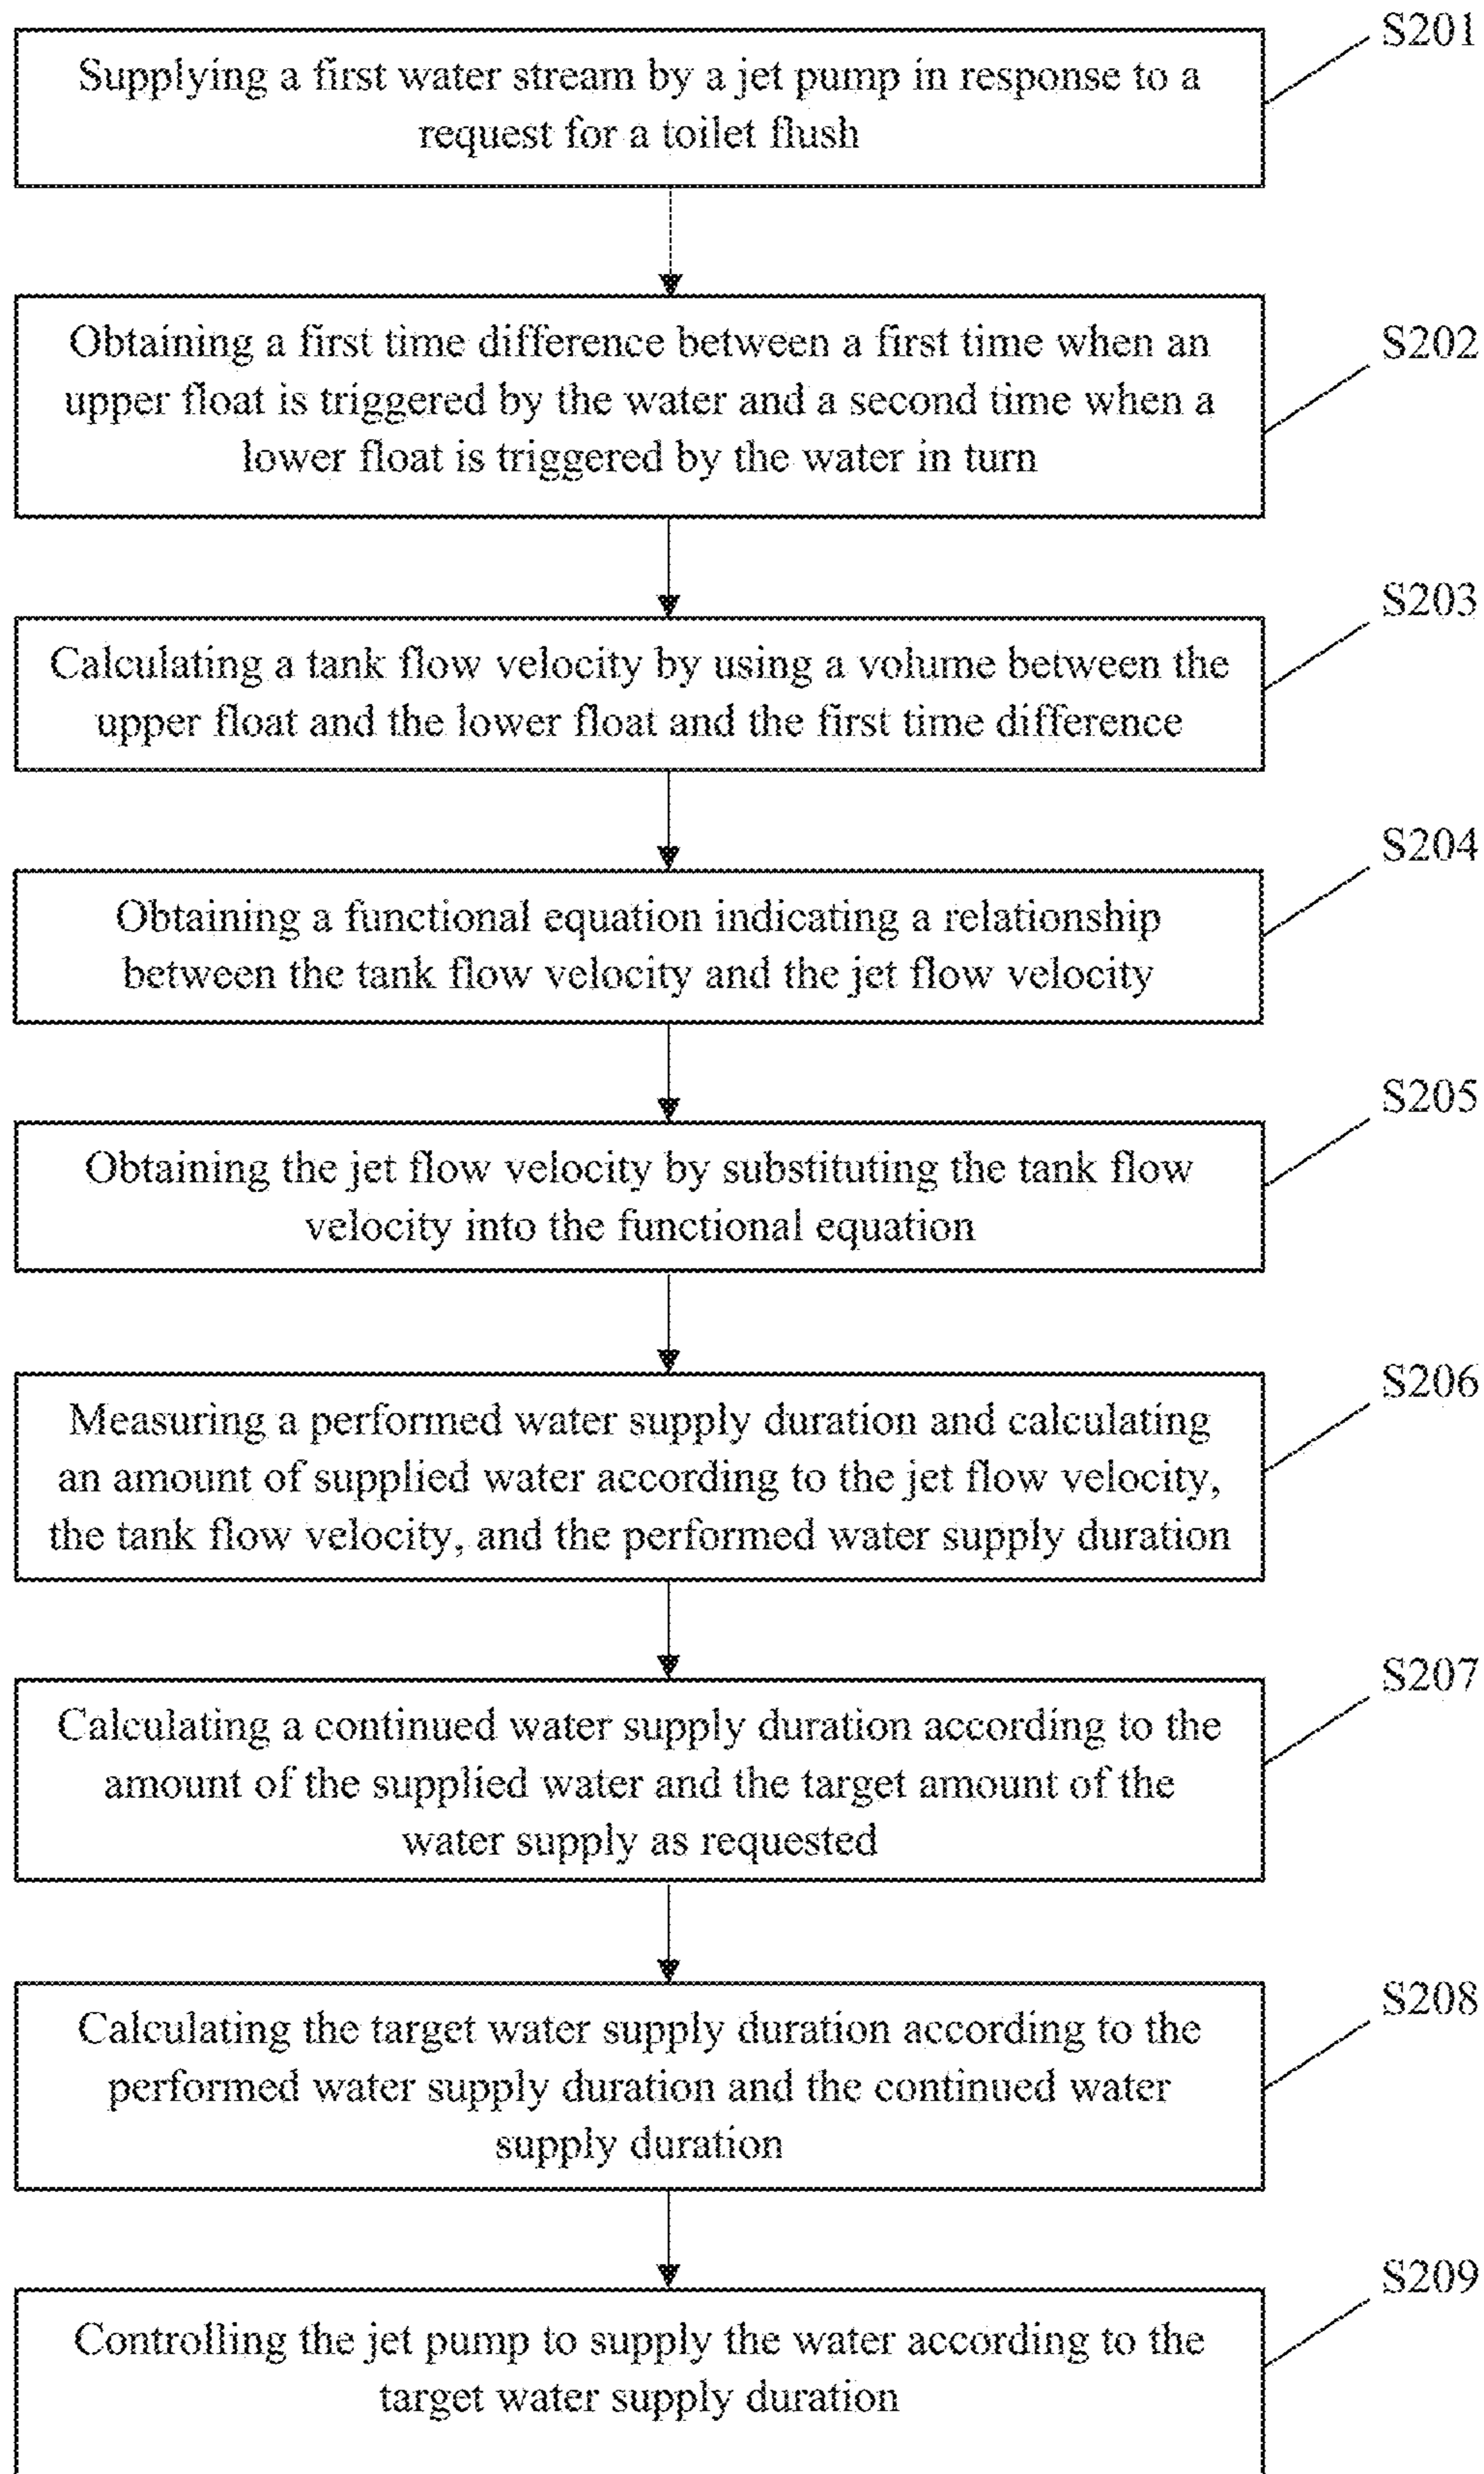 S201
Supplying a first water stream by a jet pump in response to a
request for a toilet flush
S202
Obtaining a first time difference between a first time when an
upper float is triggered by the water and a second time when a
lower float is triggered by the water in turn
S203
Calculating a tank flow velocity by using a volume between the
upper float and the lower float and the first time difference
S204
Obtaining a functional equation indicating a relationship
between the tank flow velocity and the jet flow velocity
S205
Obtaining the jet flow velocity by substituting the tank flow
velocity into the functional equation
S206
Measuring a performed water supply duration and calculating
an amount of supplied water according to the jet flow velocity,
the tank flow velocity, and the performed water supply duration
S207
Calculating a continued water supply duration according to the
amount of the supplied water and the target amount of the
water supply as requested
S208
Calculating the target water supply duration according to the
performed water supply duration and the continued water
supply duration
S209
Controlling the jet pump to supply the water according to the
target water supply duration